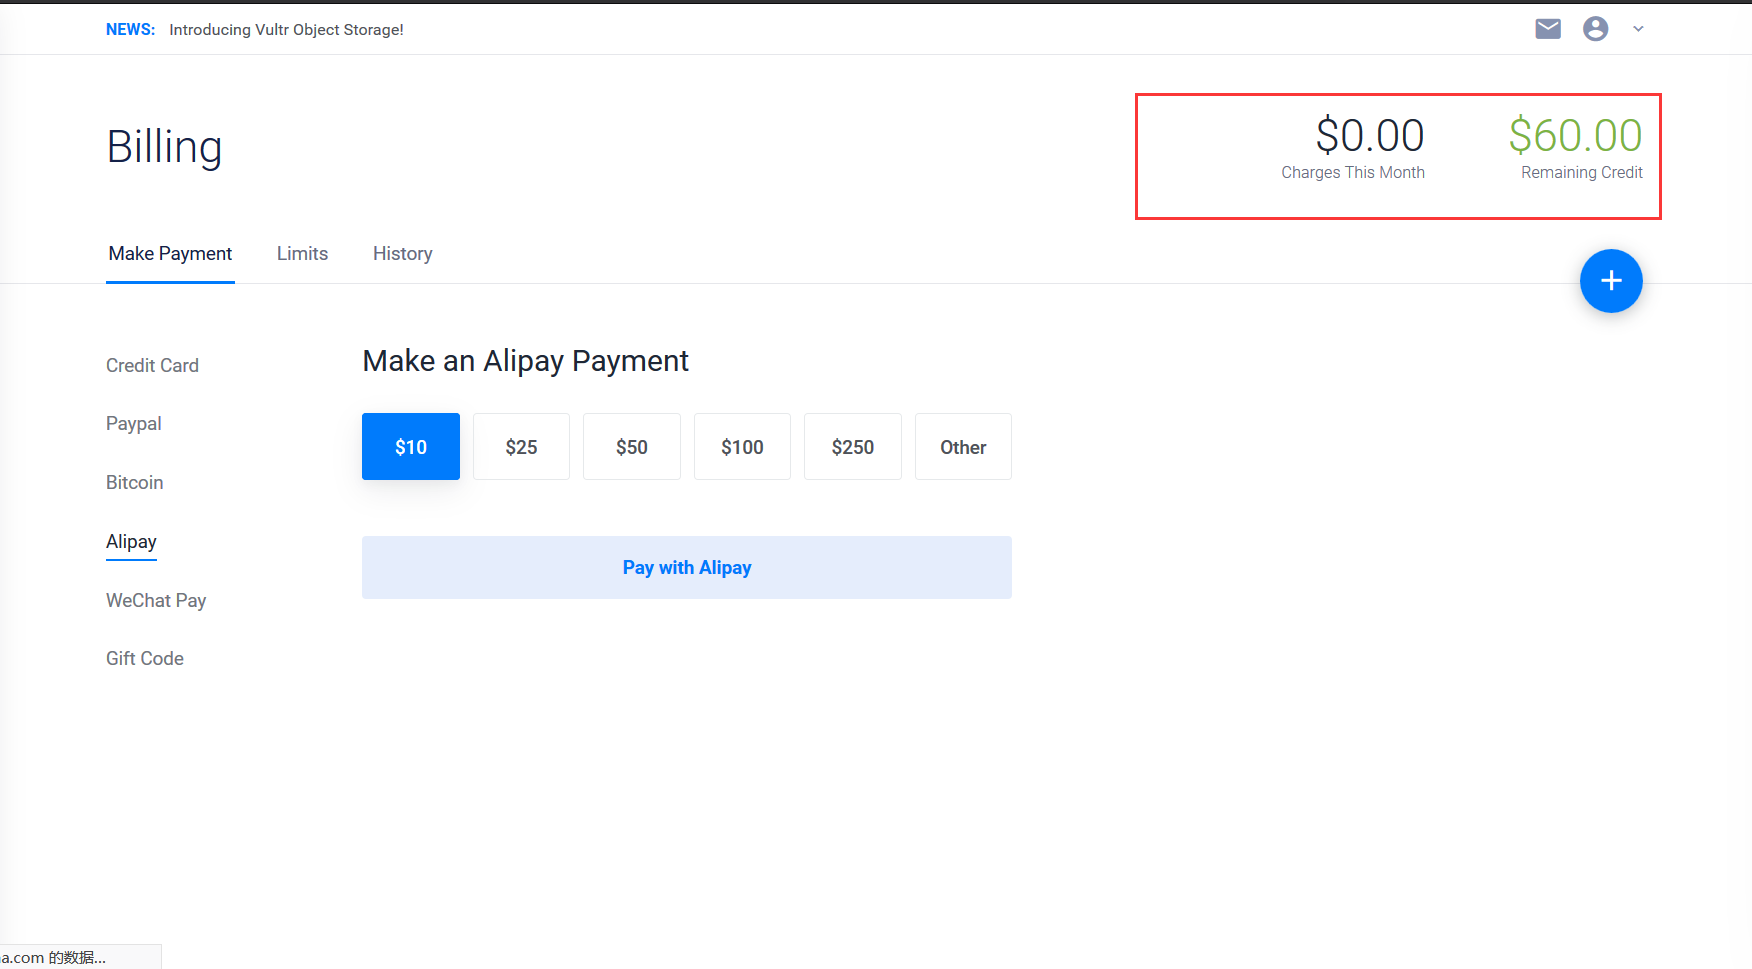 NEWS: Introducing Vultr Object Storage!
Billing
$0.00 $60.00
Charges This Month Remaining Credit
Make Payment Limits History
Credit Card
Paypal
Bitcoin
Alipay
WeChat Pay
Gift Code
Make an Alipay Payment
$10 $25 $50 $100 $250 Other
Pay with Alipay
a.com 的数据...